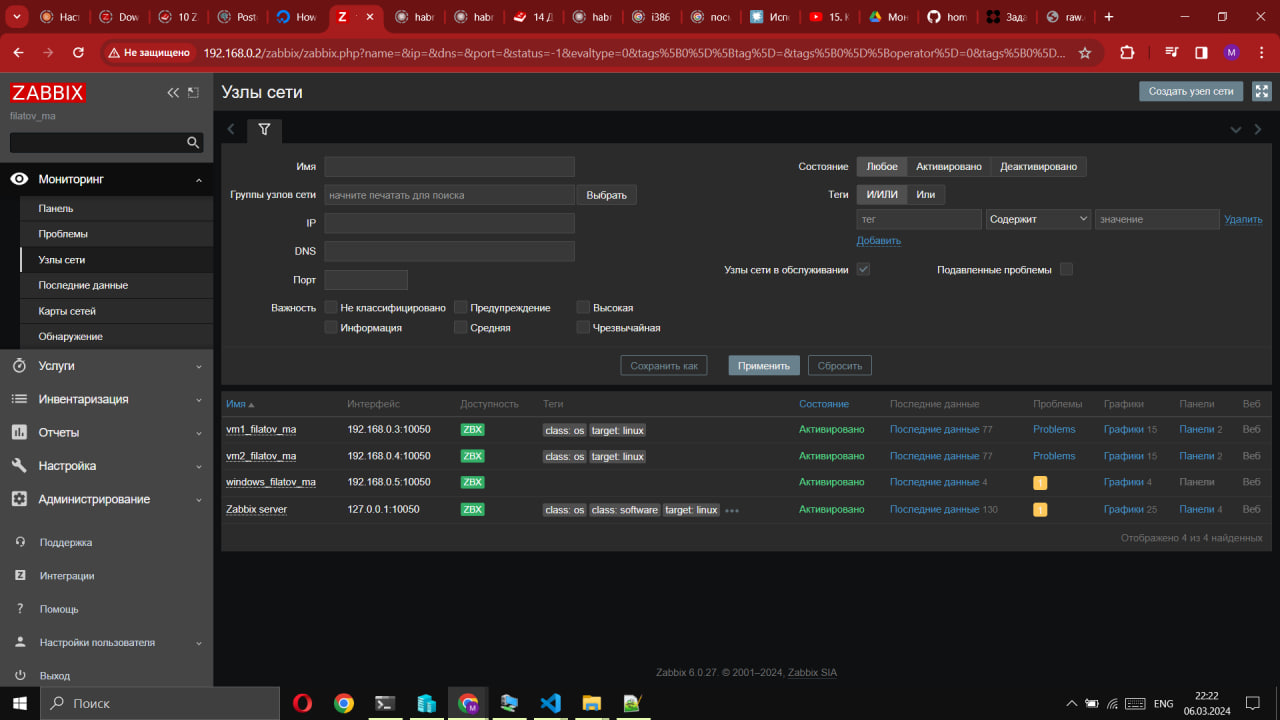 Наст
Dow
10 Z
Post
How
habr
habr
14 Д
habr
i386
посм
Испо
15. К
Мон
hom
Зада
raw.c
Не защищено
192.168.0.2/zabbix/zabbix.php?name=&ip=&dns=&port=&status=-1&evaltype=0&tags%5B0%5D%5Btag%5D=&tags%5B0%5D%5Boperator%5D=0&tags%5B0%5D...
M
ZABBIX
filatov_ma
Мониторинг
Панель
Проблемы
Узлы сети
Последние данные
Карты сетей
Обнаружение
Услуги
Инвентаризация
Отчеты
Настройка
Администрирование
Поддержка
Интеграции
Помощь
Настройки пользователя
Выход
Узлы сети
Создать узел сети
Имя
Группы узлов сети начните печатать для поиска Выбрать
IP
DNS
Порт
Важность Не классифицировано Предупреждение Высокая
Информация Средняя Чрезвычайная
Состояние Любое Активировано Деактивировано
Теги И/ИЛИ Или
тег Содержит значение Удалить
Добавить
Узлы сети в обслуживании Подавленные проблемы
Сохранить как Применить Сбросить
Имя Интерфейс Доступность Теги Состояние Последние данные Проблемы Графики Панели Веб
vm1_filatov_ma 192.168.0.3:10050 ZBX class: os target: linux Активировано Последние данные 77 Problems Графики 15 Панели 2 Веб
vm2_filatov_ma 192.168.0.4:10050 ZBX class: os target: linux Активировано Последние данные 77 Problems Графики 15 Панели 2 Веб
windows_filatov_ma 192.168.0.5:10050 ZBX Активировано Последние данные 4 1 Графики 4 Панели Веб
Zabbix server 127.0.0.1:10050 ZBX class: os class: software target: linux ••• Активировано Последние данные 130 1 Графики 25 Панели 4 Веб
Отображено 4 из 4 найденных
Zabbix 6.0.27. © 2001–2024, Zabbix SIA
Поиск
ENG
22:22
06.03.2024